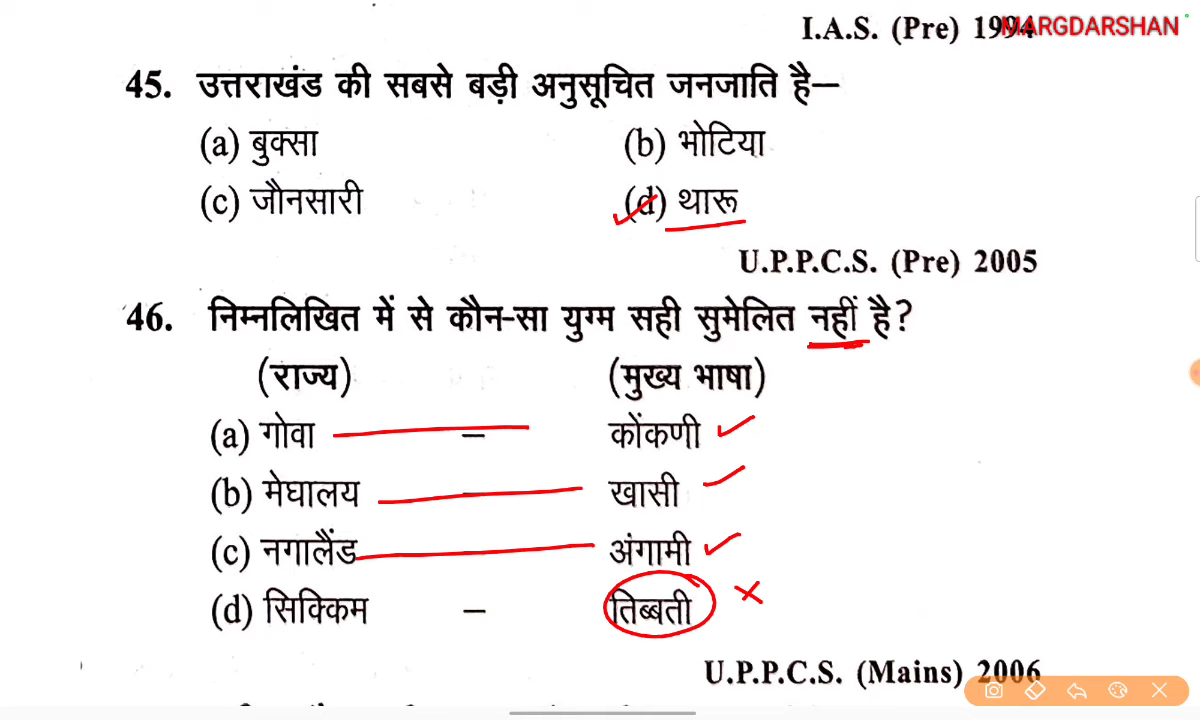 I.A.S. (Pre) 1994
MARGDARSHAN
45. उत्तराखंड की सबसे बड़ी अनुसूचित जनजाति है—
(a) बुक्सा (b) भोटिया
(c) जौनसारी (d) थारू
U.P.P.C.S. (Pre) 2005
46. निम्नलिखित में से कौन-सा युग्म सही सुमेलित नहीं है?
(राज्य) (मुख्य भाषा)
(a) गोवा – कोंकणी
(b) मेघालय – खासी
(c) नगालैंड अंगामी
(d) सिक्किम – तिब्बती
U.P.P.C.S. (Mains) 2006